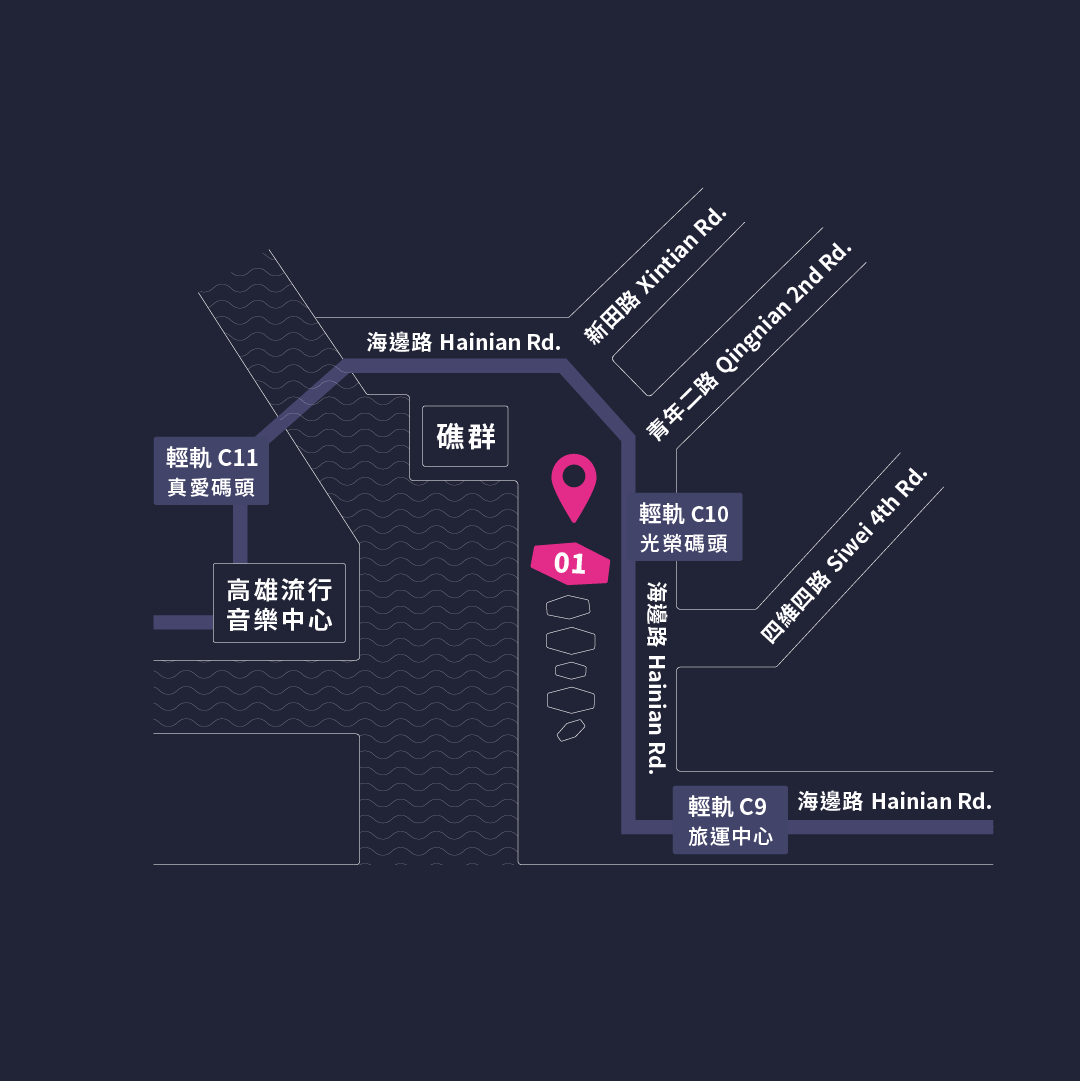 新田路 Xintian Rd.
青年二路 Qingnian 2nd Rd.
海邊路 Hainian Rd.
礁群
輕軌 C11
真愛碼頭
輕軌 C10
光榮碼頭
四維四路 Siwei 4th Rd.
01
高雄流行
音樂中心
海邊路 Hainian Rd.
輕軌 C9
旅運中心
海邊路 Hainian Rd.